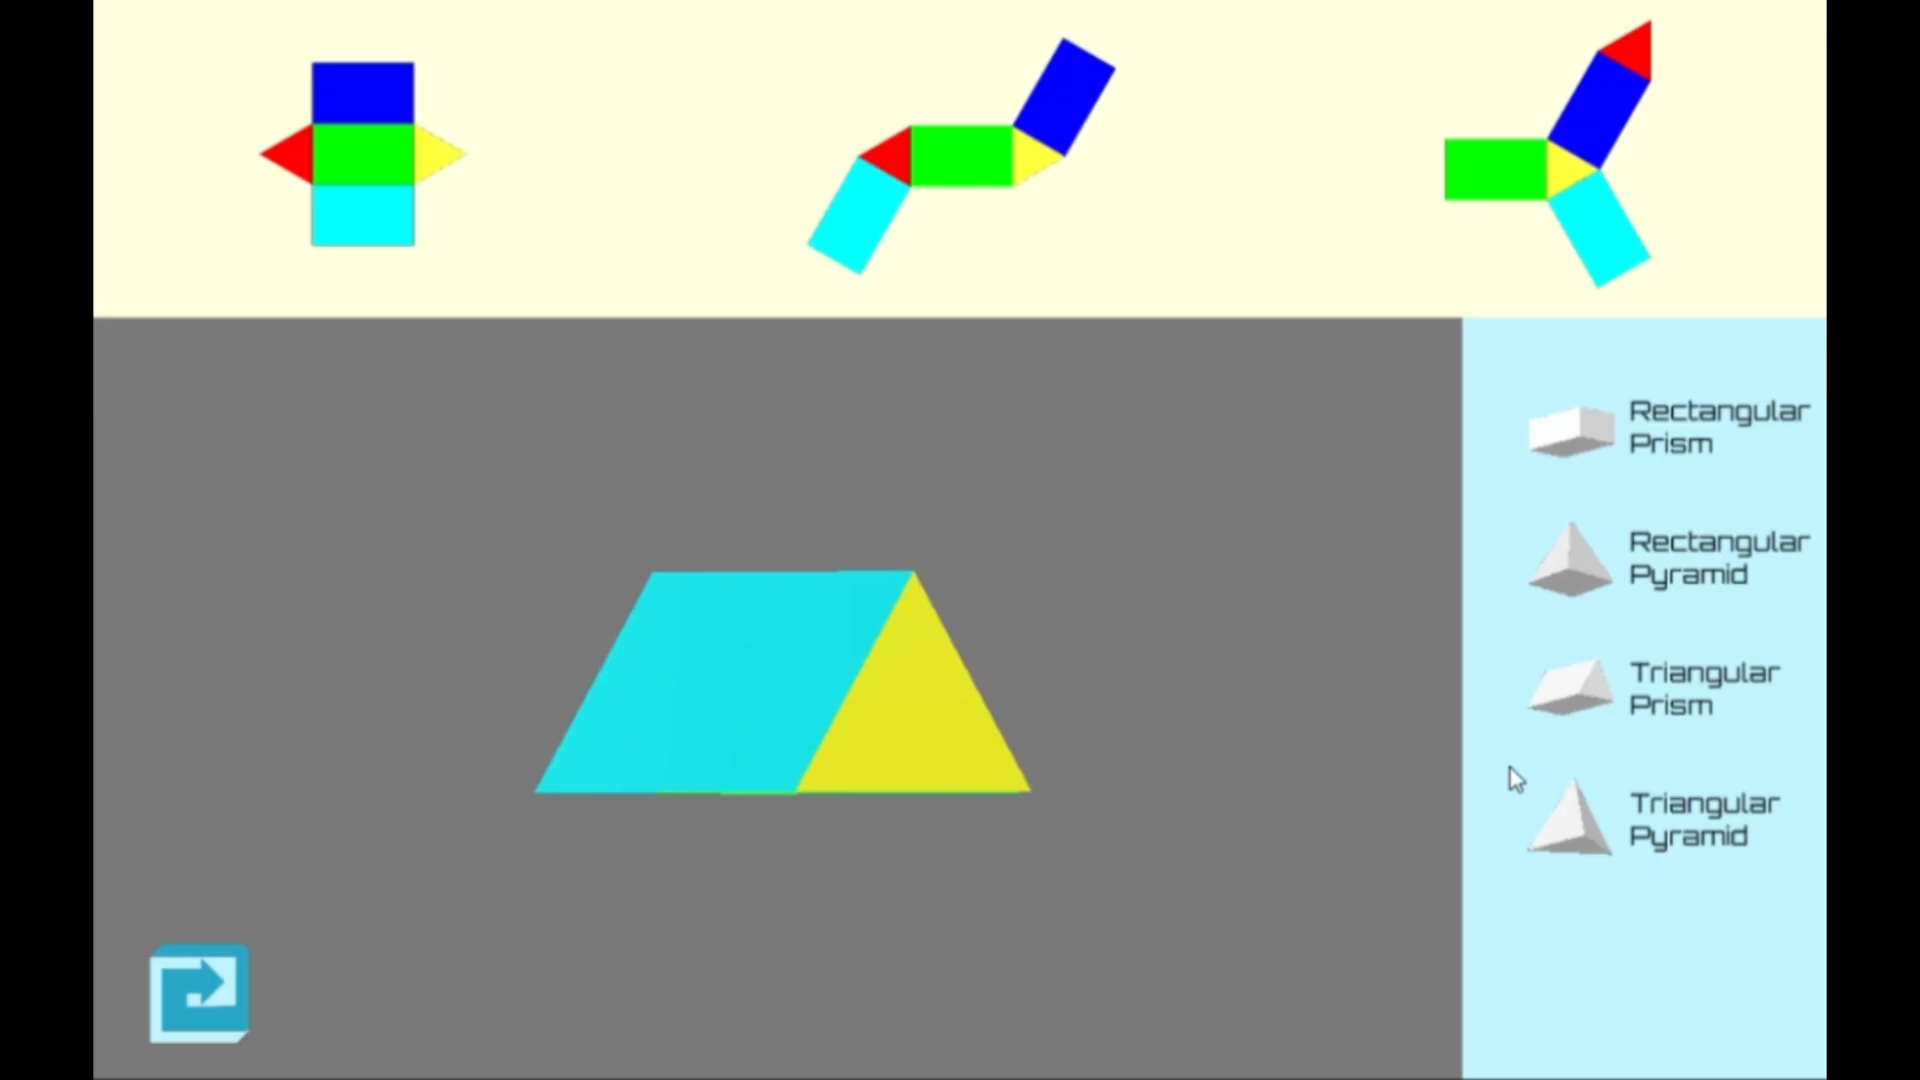 Rectangular
Prism
Rectangular
Pyramid
Triangular
Prism
Triangular
Pyramid